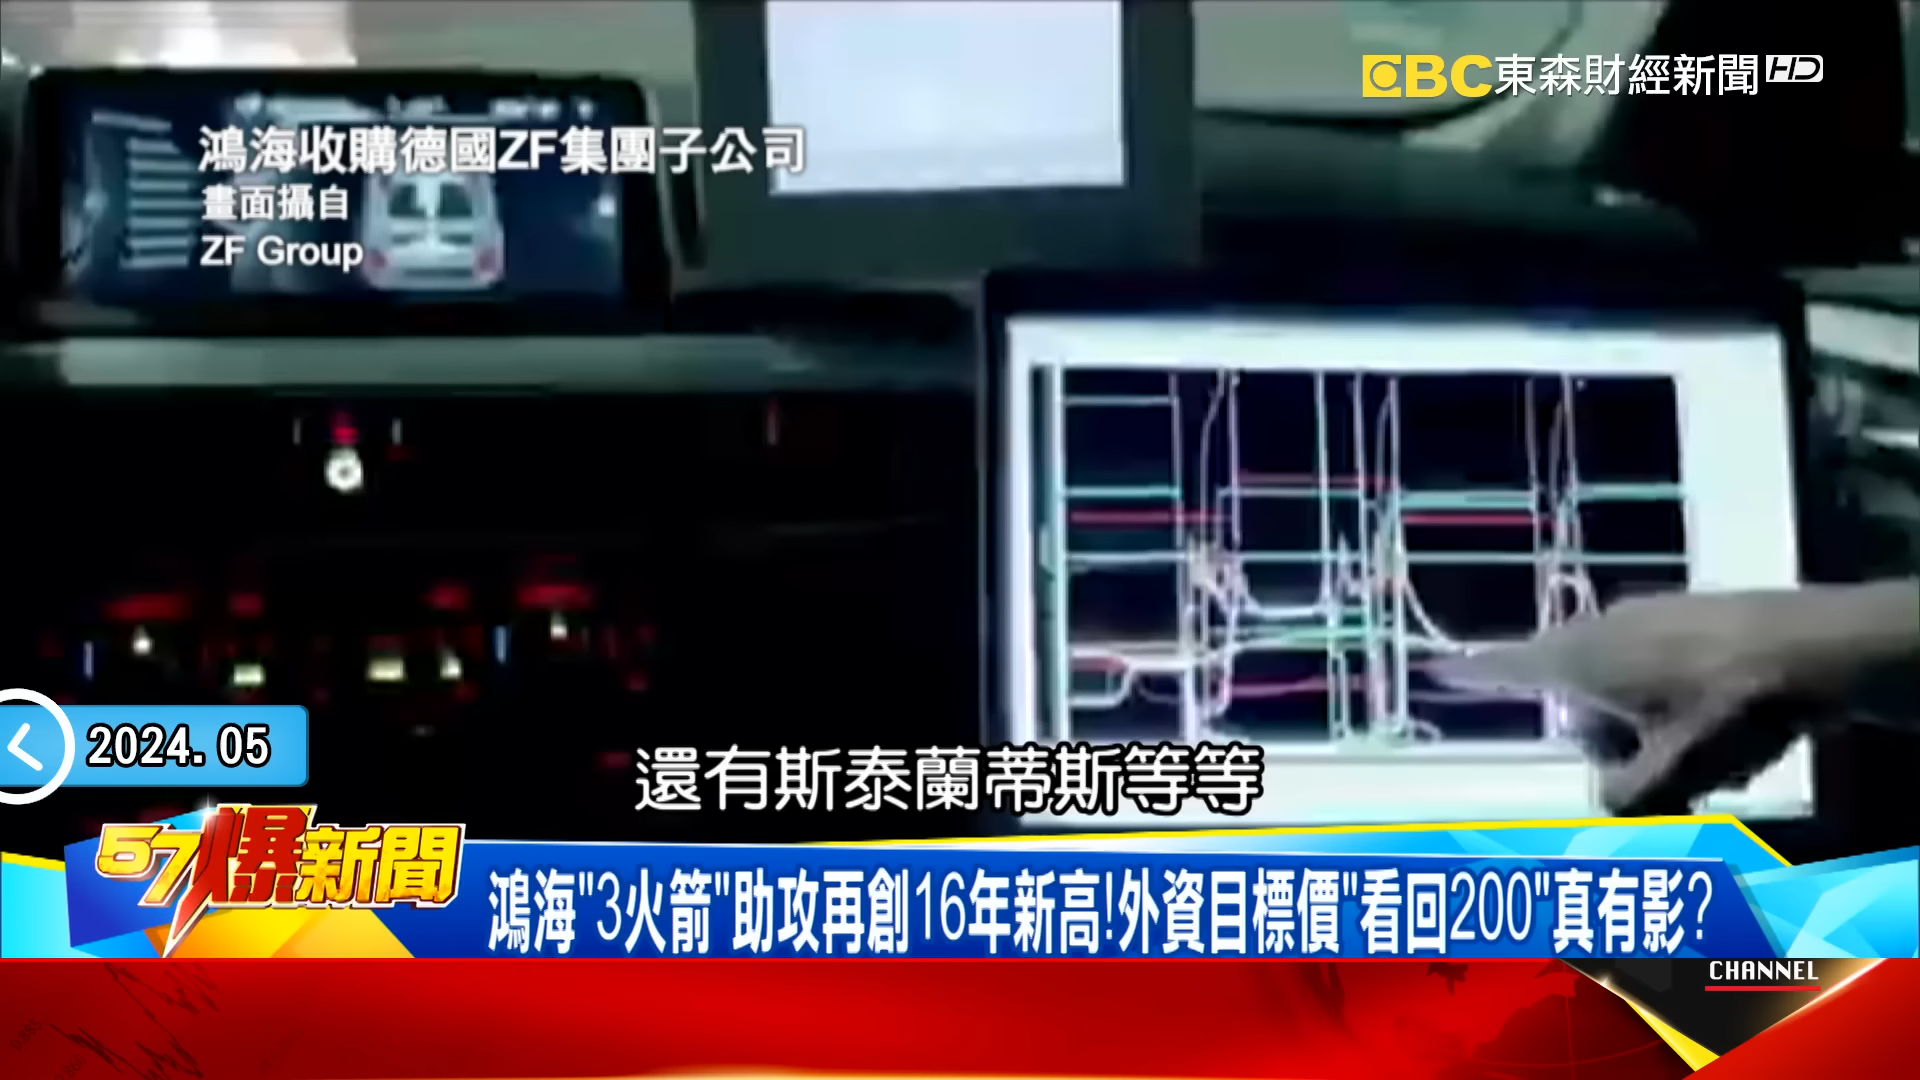 EBC東森財經新聞HD
鴻海收購德國ZF集團子公司
畫面攝自
ZF Group
2024.05
還有斯泰蘭蒂斯等等
57爆新聞
鴻海"3火箭"助攻再創16年新高!外資目標價"看回200"真有影?
CHANNEL